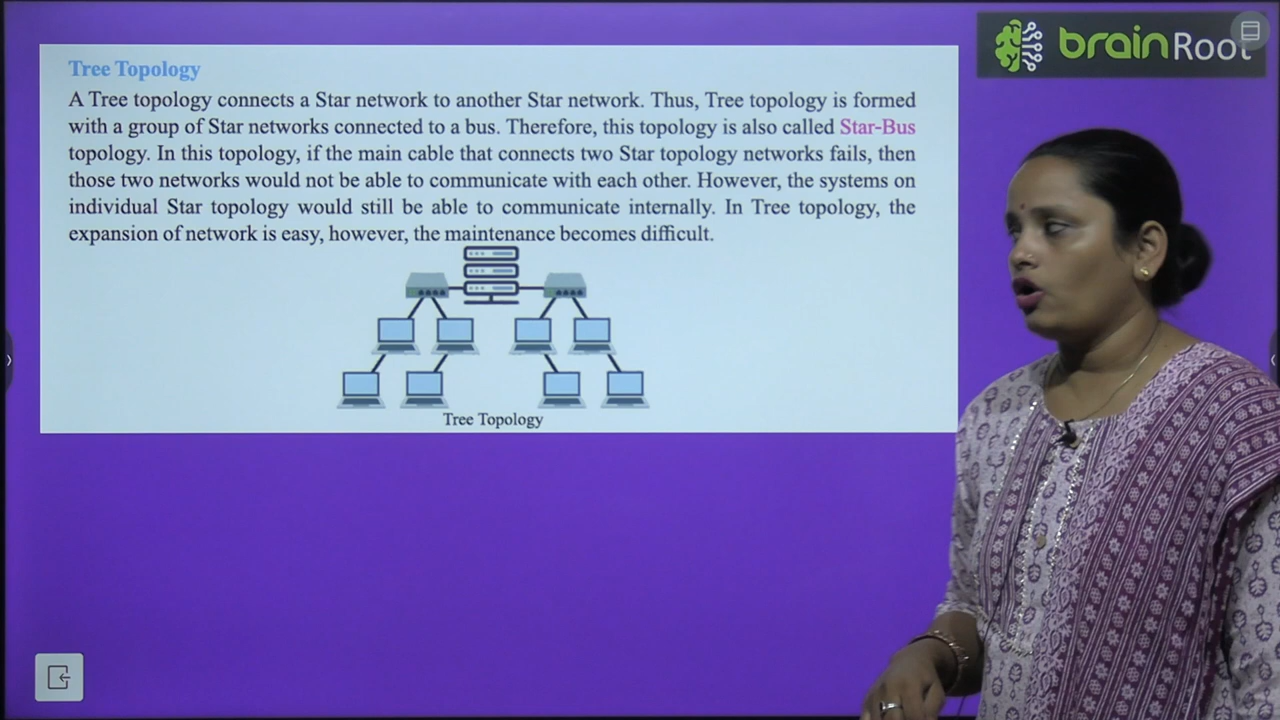 brainRoot
Tree Topology
A Tree topology connects a Star network to another Star network. Thus, Tree topology is formed
with a group of Star networks connected to a bus. Therefore, this topology is also called Star-Bus
topology. In this topology, if the main cable that connects two Star topology networks fails, then
those two networks would not be able to communicate with each other. However, the systems on
individual Star topology would still be able to communicate internally. In Tree topology, the
expansion of network is easy, however, the maintenance becomes difficult.
Tree Topology